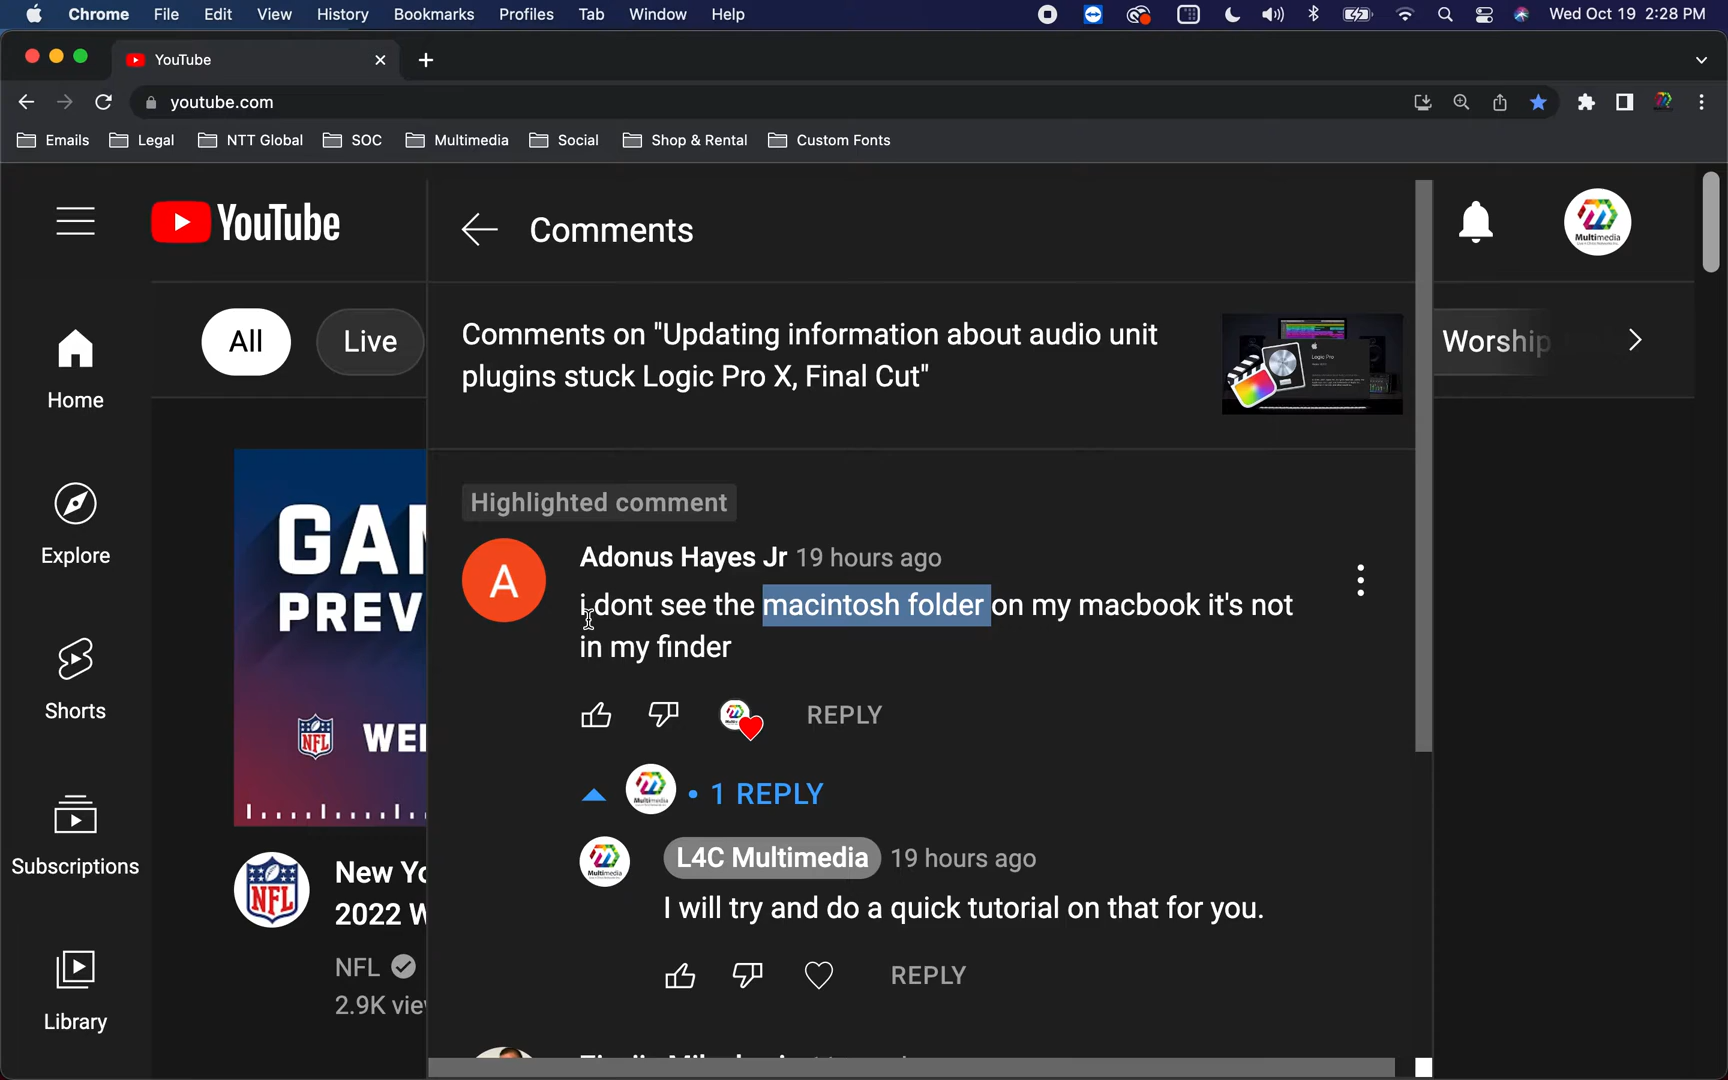 Chrome File Edit View History Bookmarks Profiles Tab Window Help Wed Oct 19 2:28 PM
YouTube
youtube.com
Emails Legal NTT Global SOC Multimedia Social Shop & Rental Custom Fonts
YouTube
Comments
Multimedia
All
Live
Comments on "Updating information about audio unit
plugins stuck Logic Pro X, Final Cut"
Worship
Home
Explore
Shorts
Subscriptions
Library
GAM
PREV
NFL
WE
New Yo
2022 W
NFL
2.9K vie
Highlighted comment
A
Adonus Hayes Jr 19 hours ago
i dont see the macintosh folder on my macbook it's not
in my finder
REPLY
• 1 REPLY
L4C Multimedia 19 hours ago
I will try and do a quick tutorial on that for you.
REPLY